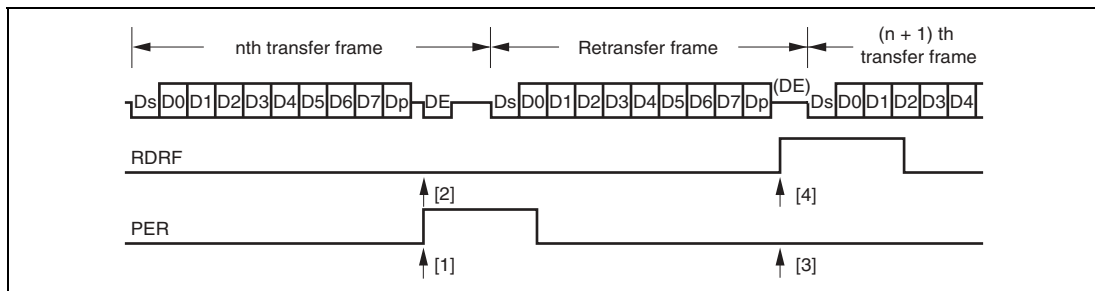 nth transfer frame
Retransfer frame
(n + 1) th
transfer frame
Ds D0 D1 D2 D3 D4 D5 D6 D7 Dp DE Ds D0 D1 D2 D3 D4 D5 D6 D7 Dp (DE) Ds D0 D1 D2 D3 D4
RDRF
[2] [4]
PER
[1] [3]